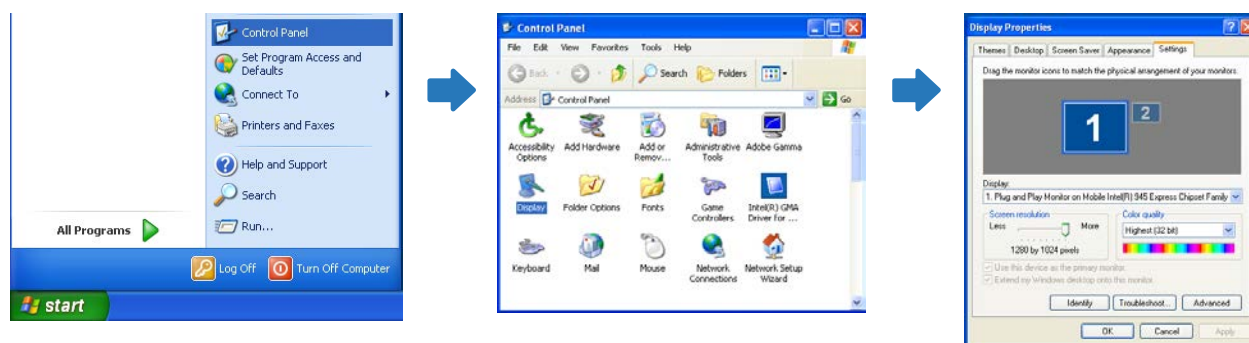 Control Panel
Set Program Access and
Defaults
Connect To
Printers and Faxes
Help and Support
Search
Run...
All Programs
Log Off
Turn Off Computer
start
Control Panel
File Edit View Favorites Tools Help
Back Search Folders
Address Control Panel Go
Accessibility
Options
Add Hardware
Add or
Remov...
Administrative
Tools
Adobe Gamma
Display
Folder Options
Fonts
Game
Controllers
Intel(R) GMA
Driver for ...
Keyboard
Mail
Mouse
Network
Connections
Network Setup
Wizard
Display Properties
Themes Desktop Screen Saver Appearance Settings
Drag the monitor icons to match the physical arrangement of your monitors.
1
2
Display:
1. Plug and Play Monitor on Mobile Intel(R) 945 Express Chipset Family
Screen resolution
Less More
1280 by 1024 pixels
Color quality
Highest (32 bit)
Use this device as the primary monitor.
Extend my Windows desktop onto this monitor.
Identify Troubleshoot... Advanced
OK Cancel Apply